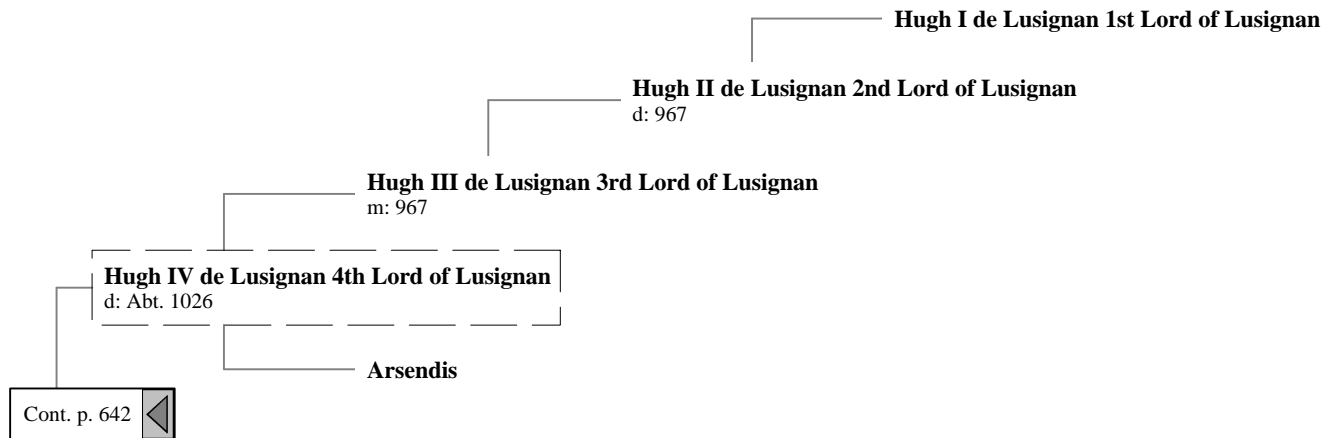 Hugh I de Lusignan 1st Lord of Lusignan
Hugh II de Lusignan 2nd Lord of Lusignan
d: 967
Hugh III de Lusignan 3rd Lord of Lusignan
m: 967
Hugh IV de Lusignan 4th Lord of Lusignan
d: Abt. 1026
Arsendis
Cont. p. 642